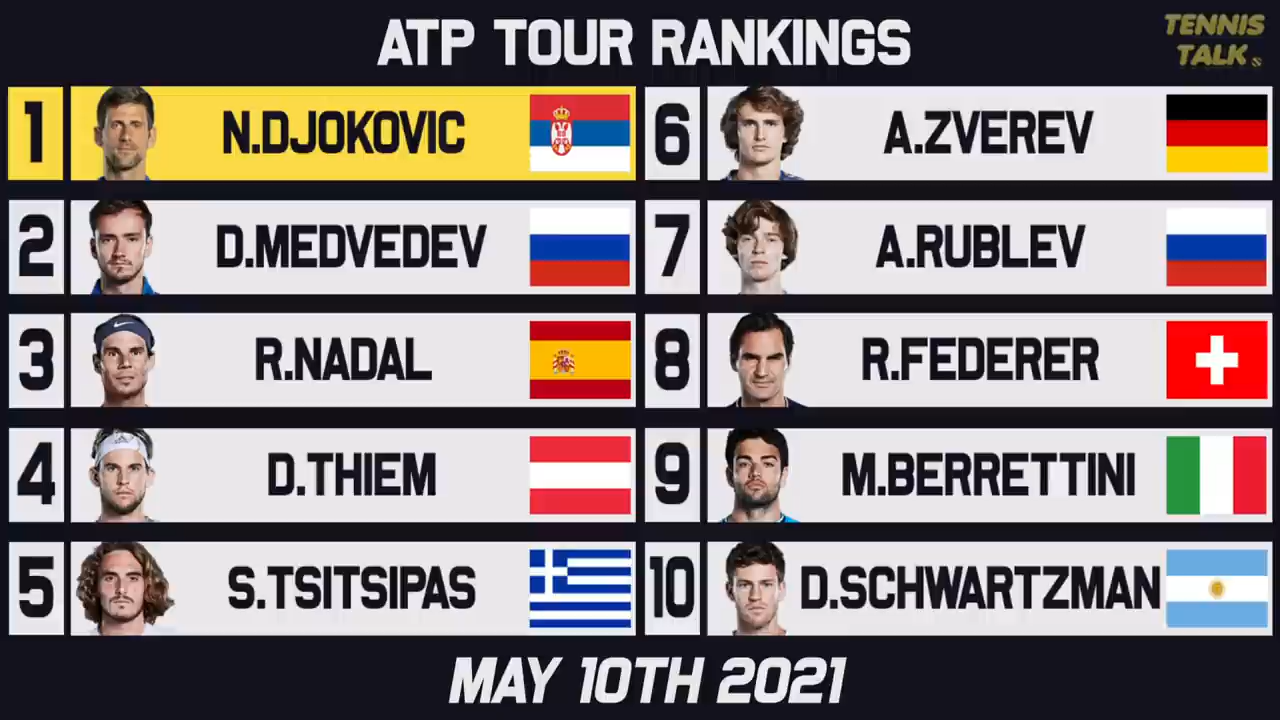 ATP TOUR RANKINGS
TENNIS
TALK
1 N.DJOKOVIC
2 D.MEDVEDEV
3 R.NADAL
4 D.THIEM
5 S.TSITSIPAS
6 A.ZVEREV
7 A.RUBLEV
8 R.FEDERER
9 M.BERRETTINI
10 D.SCHWARTZMAN
MAY 10TH 2021